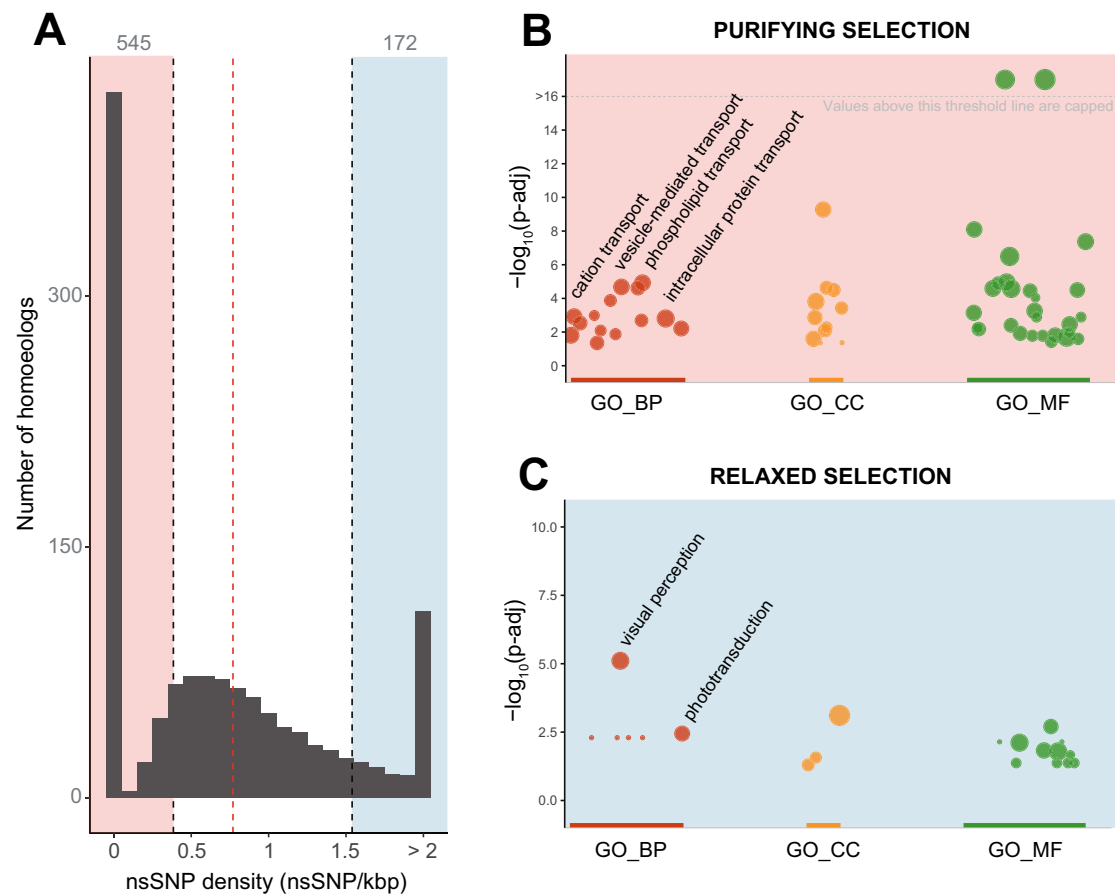 A
545
172
300
150
0
Number of homoeologs
0
0.5
1
1.5
> 2
nsSNP density (nsSNP/kbp)
B
PURIFYING SELECTION
>16
14
12
10
8
6
4
2
0
−log10(p-adj)
Values above this threshold line are capped
cation transport
vesicle-mediated transport
phospholipid transport
intracellular protein transport
GO_BP
GO_CC
GO_MF
C
RELAXED SELECTION
10.0
7.5
5.0
2.5
0.0
−log10(p-adj)
visual perception
phototransduction
GO_BP
GO_CC
GO_MF